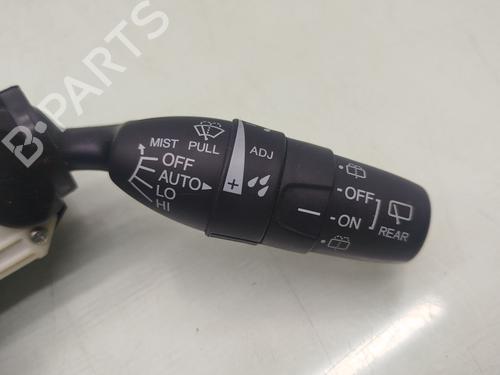 B-PARTS
MIST PULL
OFF
AUTO
LO
HI
ADJ
+
OFF
ON
REAR